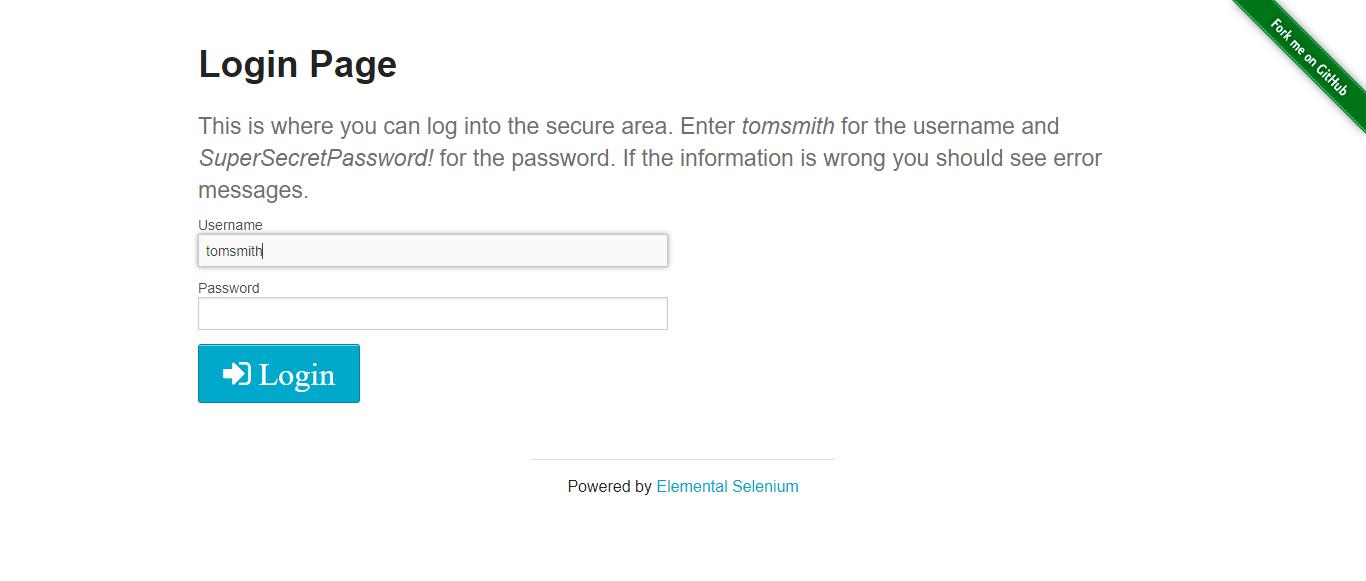 Fork me on GitHub
Login Page
This is where you can log into the secure area. Enter tomsmith for the username and
SuperSecretPassword! for the password. If the information is wrong you should see error
messages.
Username
tomsmith
Password
Login
Powered by Elemental Selenium